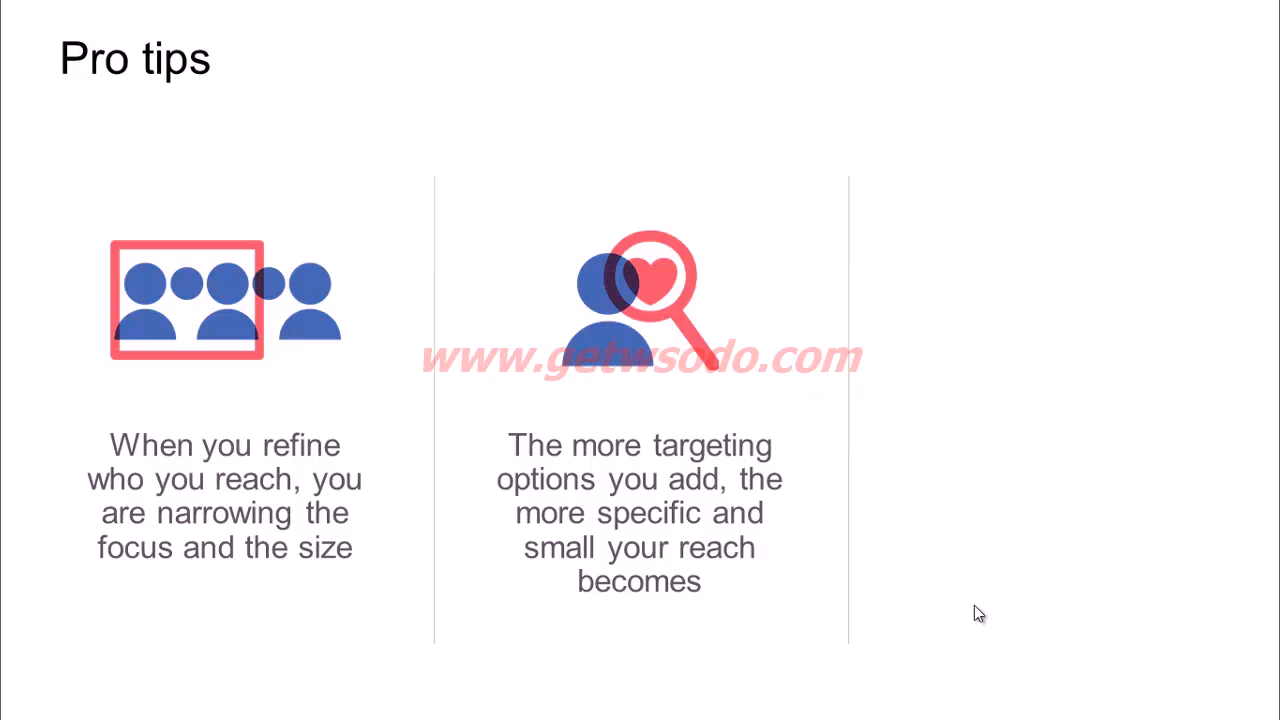 Pro tips
www.getwsodo.com
When you refine
who you reach, you
are narrowing the
focus and the size
The more targeting
options you add, the
more specific and
small your reach
becomes